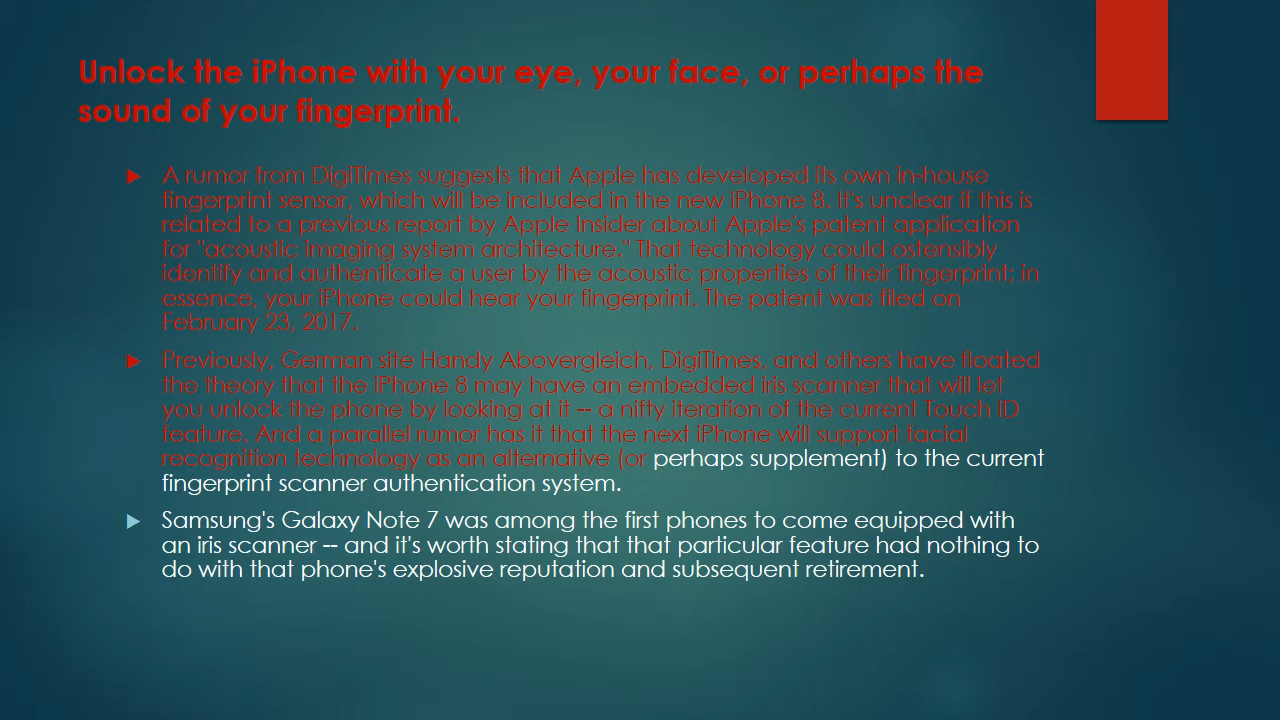 Unlock the iPhone with your eye, your face, or perhaps the
sound of your fingerprint.
A rumor from DigiTimes suggests that Apple has developed its own in-house
fingerprint sensor, which will be included in the new iPhone 8. It's unclear if this is
related to a previous report by Apple Insider about Apple's patent application
for "acoustic imaging system architecture." That technology could ostensibly
identify and authenticate a user by the acoustic properties of their fingerprint; in
essence, your iPhone could hear your fingerprint. The patent was filed on
February 23, 2017.
Previously, German site Handy Abovergleich, DigiTimes, and others have floated
the theory that the iPhone 8 may have an embedded iris scanner that will let
you unlock the phone by looking at it -- a nifty iteration of the current Touch ID
feature. And a parallel rumor has it that the next iPhone will support facial
recognition technology as an alternative (or perhaps supplement) to the current
fingerprint scanner authentication system.
Samsung's Galaxy Note 7 was among the first phones to come equipped with
an iris scanner -- and it's worth stating that that particular feature had nothing to
do with that phone's explosive reputation and subsequent retirement.